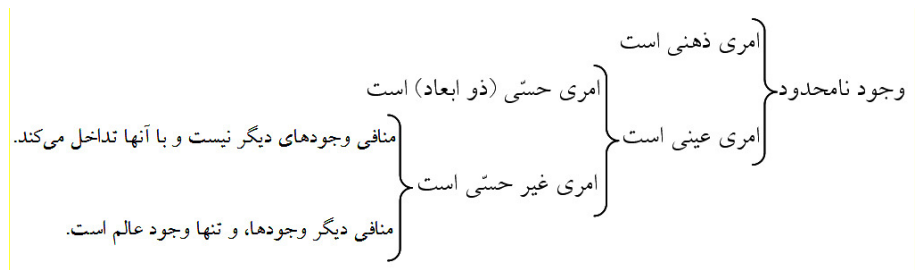 امری ذهنی است
وجود نامحدود
امری حسّی (ذو ابعاد) است
امری عینی است
منافی وجودهای دیگر نیست و با آنها تداخل می‌کند.
امری غیر حسّی است
منافی دیگر وجودها، و تنها وجود عالم است.